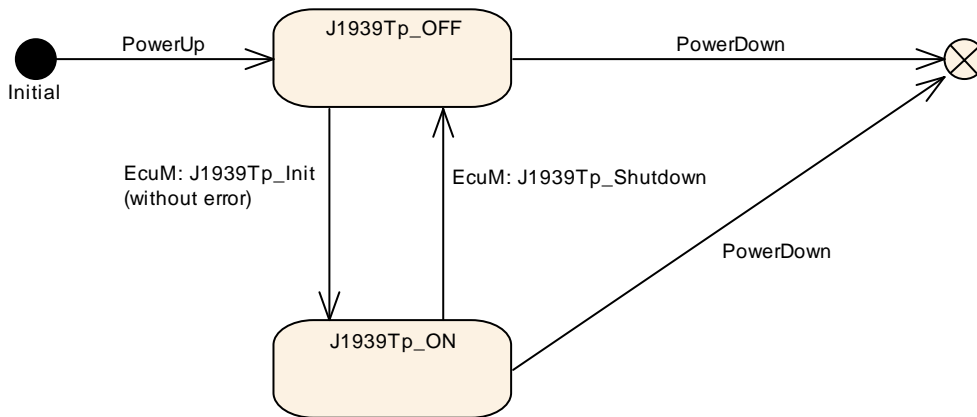 J1939Tp_OFF
PowerUp
PowerDown
Initial
EcuM: J1939Tp_Init
(without error)
EcuM: J1939Tp_Shutdown
PowerDown
J1939Tp_ON